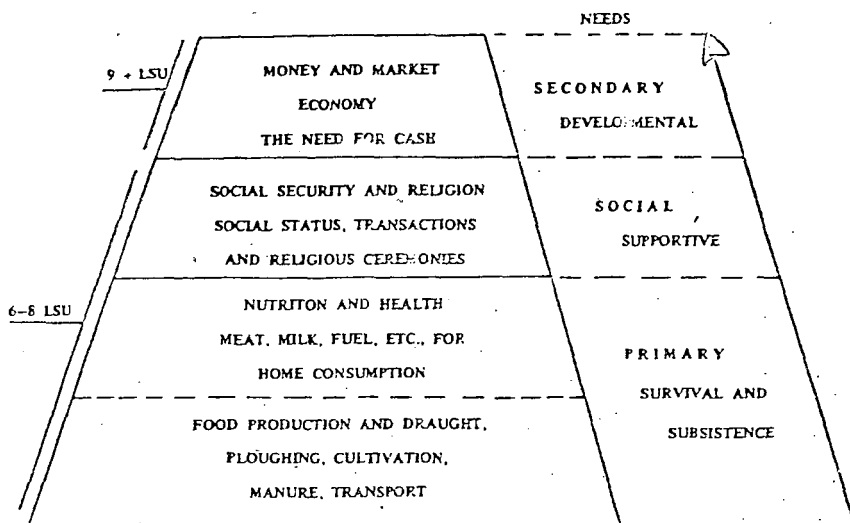 NEEDS
9 + LSU
MONEY AND MARKET
ECONOMY
THE NEED FOR CASH
SECONDARY
DEVELOPMENTAL
SOCIAL SECURITY AND RELIGION
SOCIAL STATUS, TRANSACTIONS
AND RELIGIOUS CEREMONIES
SOCIAL
SUPPORTIVE
6-8 LSU
NUTRITON AND HEALTH
MEAT, MILK, FUEL, ETC., FOR
HOME CONSUMPTION
PRIMARY
SURVIVAL AND
SUBSISTENCE
FOOD PRODUCTION AND DRAUGHT,
PLOUGHING, CULTIVATION,
MANURE, TRANSPORT